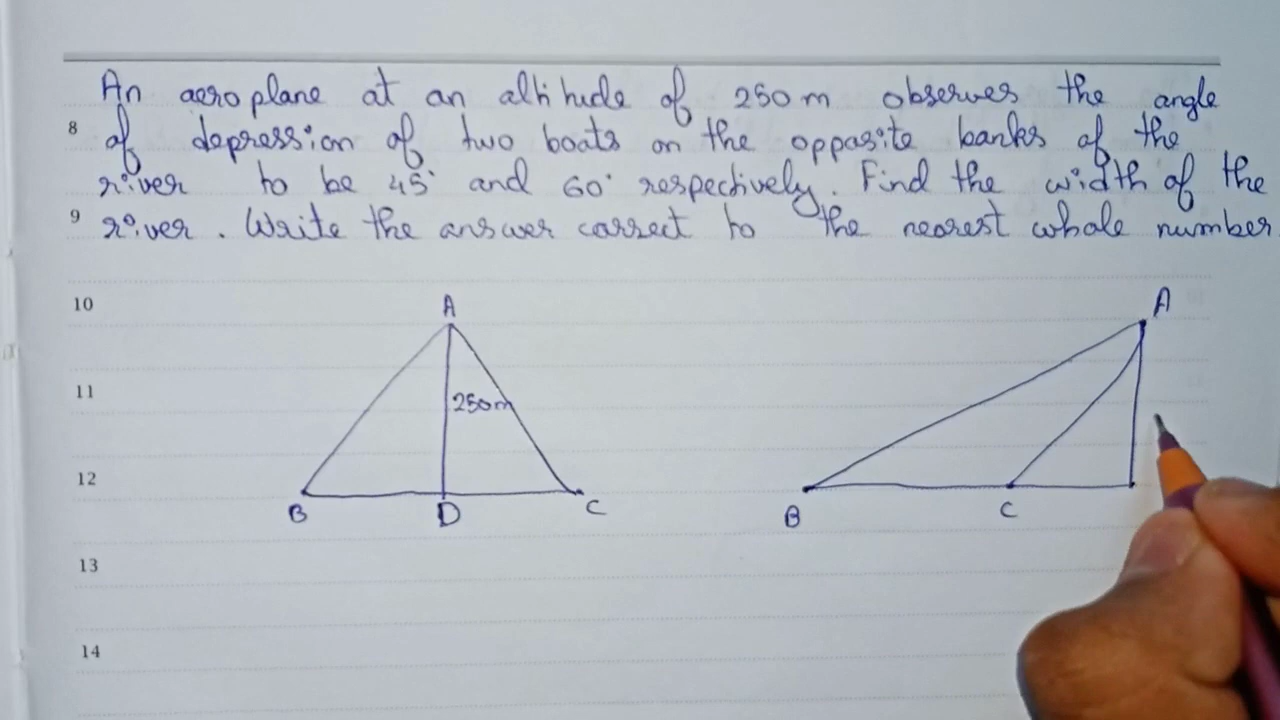 An aeroplane at an altitude of 250m observes the angle
8
of depression of two boats on the opposite banks of the
river to be 45° and 60° respectively. Find the width of the
9
river. Write the answer correct to the nearest whole number
10
A
A
11
250m
12
B
D
C
B
C
13
14